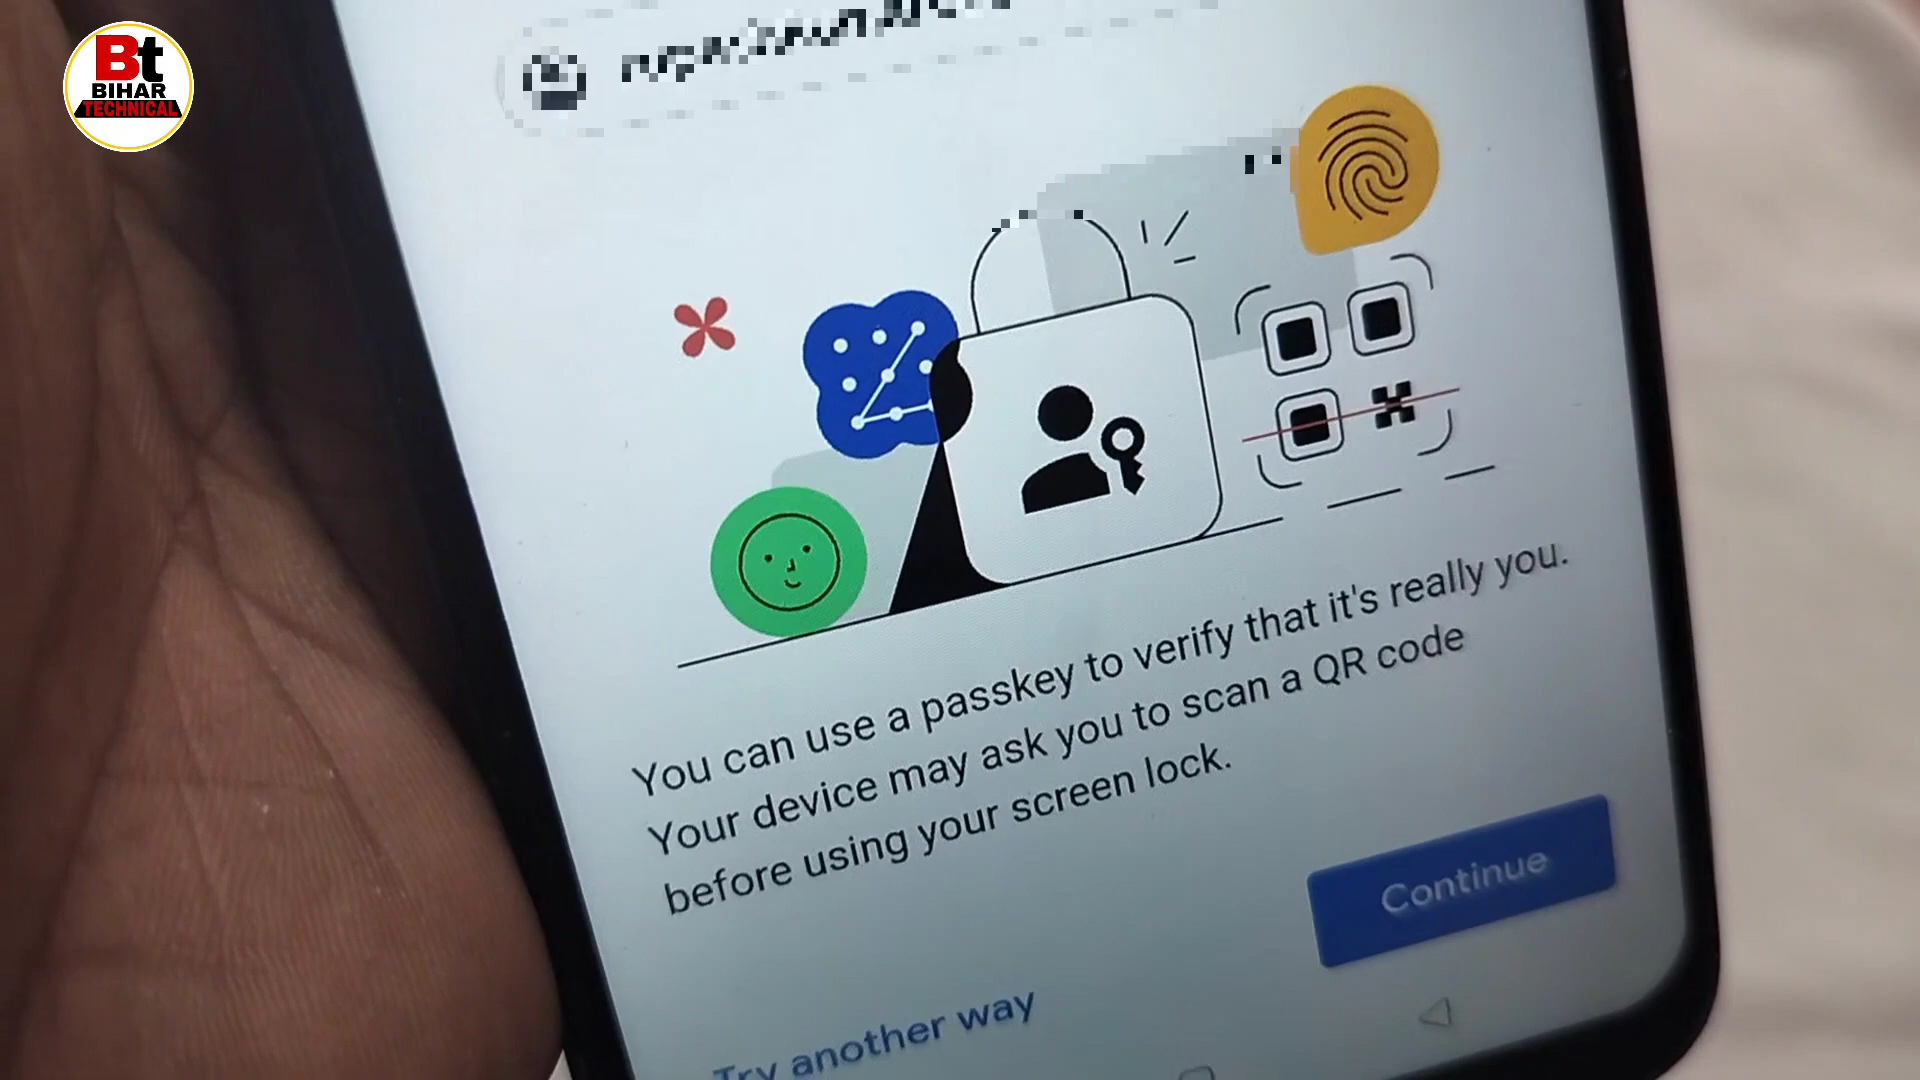 Bt
BIHAR
TECHNICAL
You can use a passkey to verify that it's really you.
Your device may ask you to scan a QR code
before using your screen lock.
Continue
Try another way